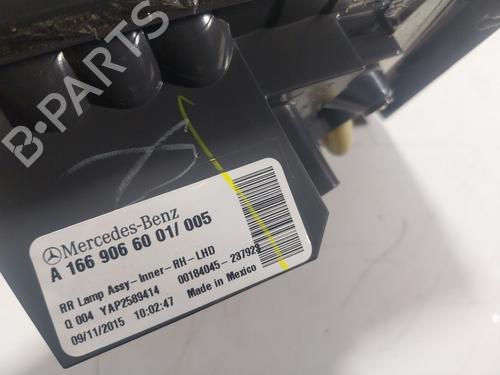 B-PARTS
Mercedes-Benz
A 166 906 60 01/ 005
RR Lamp Assy-Inner-RH-LHD
Q 004 YAP2589414 00184045-237923
09/11/2015 10:02:47 Made in Mexico